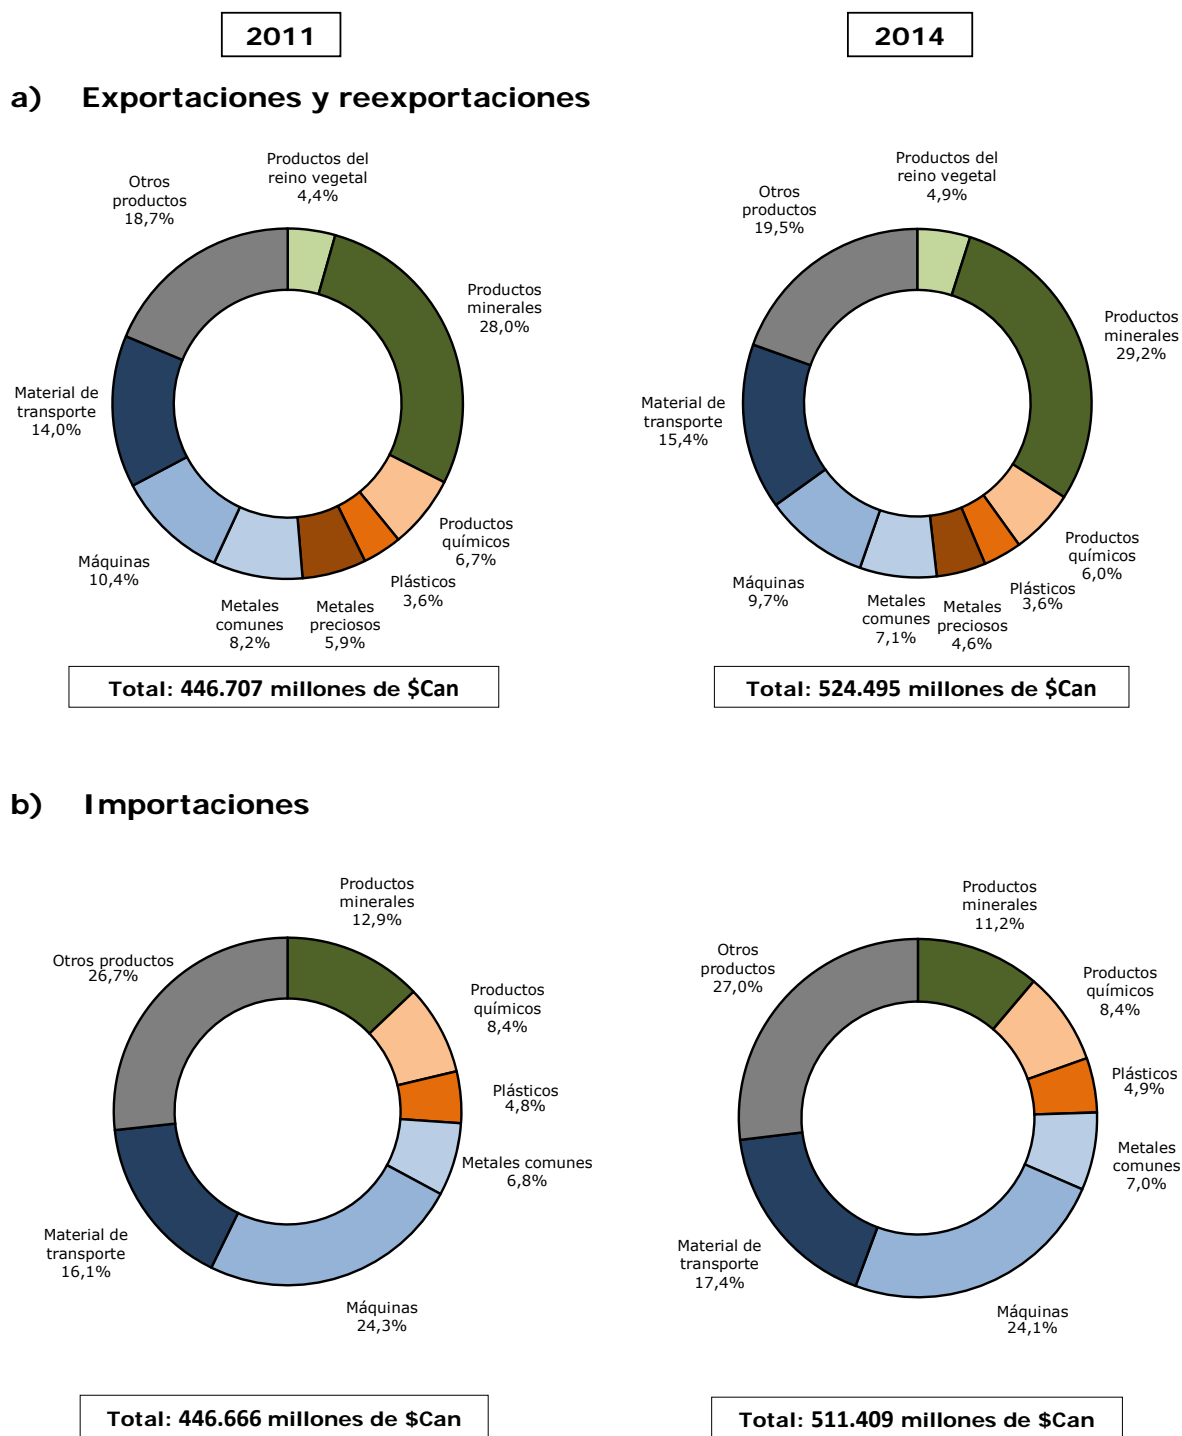 2011
2014
a) Exportaciones y reexportaciones
Productos del
reino vegetal
4,4%
Otros
productos
18,7%
Productos
minerales
28,0%
Material de
transporte
14,0%
Productos
químicos
6,7%
Máquinas
10,4%
Plásticos
3,6%
Metales
comunes
8,2%
Metales
preciosos
5,9%
Total: 446.707 millones de $Can
Productos del
reino vegetal
4,9%
Otros
productos
19,5%
Productos
minerales
29,2%
Material de
transporte
15,4%
Productos
químicos
6,0%
Máquinas
9,7%
Plásticos
3,6%
Metales
comunes
7,1%
Metales
preciosos
4,6%
Total: 524.495 millones de $Can
b) Importaciones
Productos
minerales
12,9%
Otros productos
26,7%
Productos
químicos
8,4%
Plásticos
4,8%
Metales comunes
6,8%
Material de
transporte
16,1%
Máquinas
24,3%
Total: 446.666 millones de $Can
Productos
minerales
11,2%
Otros
productos
27,0%
Productos
químicos
8,4%
Plásticos
4,9%
Metales
comunes
7,0%
Material de
transporte
17,4%
Máquinas
24,1%
Total: 511.409 millones de $Can